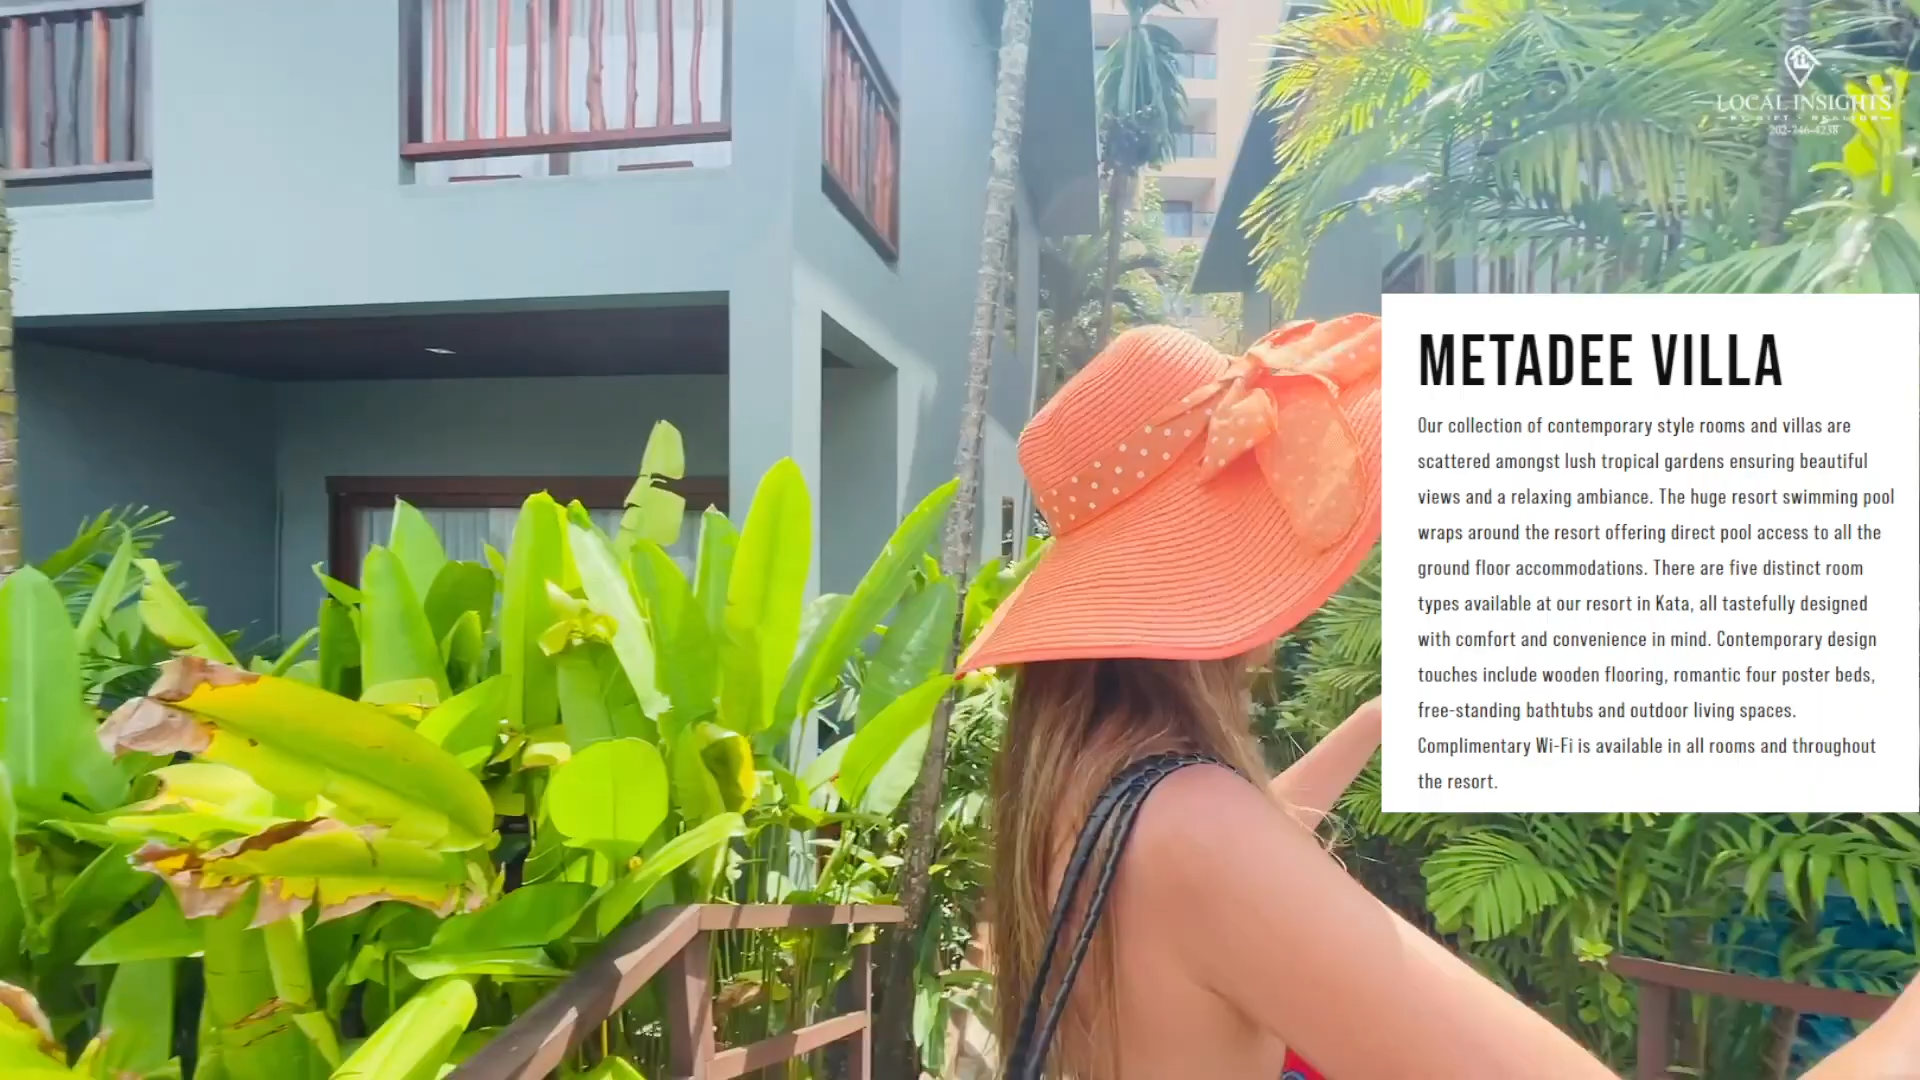 LOCAL INSIGHTS
202-746-4238
METADEE VILLA
Our collection of contemporary style rooms and villas are
scattered amongst lush tropical gardens ensuring beautiful
views and a relaxing ambiance. The huge resort swimming pool
wraps around the resort offering direct pool access to all the
ground floor accommodations. There are five distinct room
types available at our resort in Kata, all tastefully designed
with comfort and convenience in mind. Contemporary design
touches include wooden flooring, romantic four poster beds,
free-standing bathtubs and outdoor living spaces.
Complimentary Wi-Fi is available in all rooms and throughout
the resort.